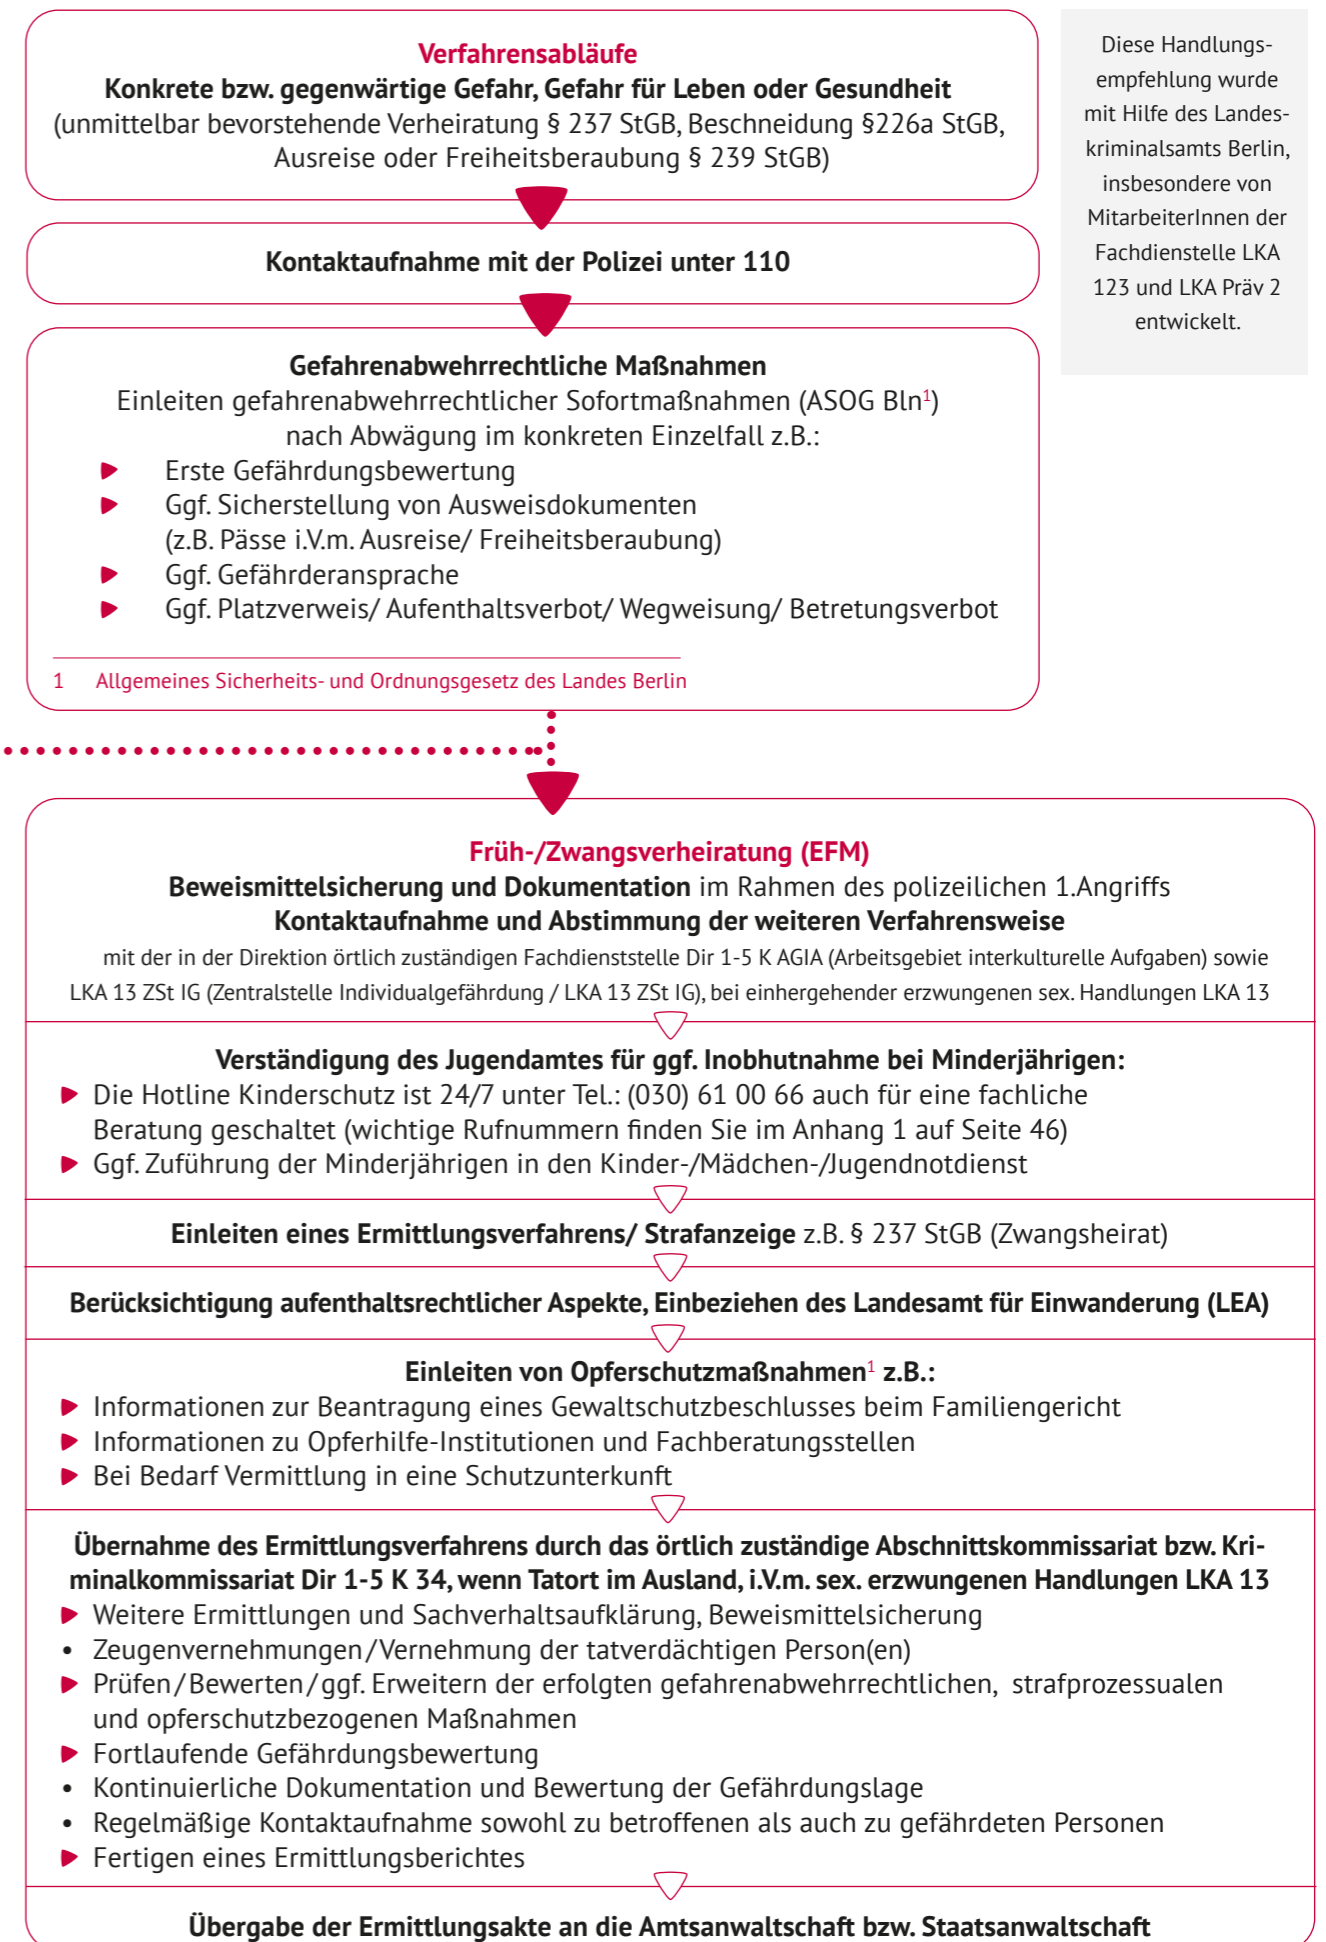 Verfahrensabläufe
Konkrete bzw. gegenwärtige Gefahr, Gefahr für Leben oder Gesundheit
(unmittelbar bevorstehende Verheiratung § 237 StGB, Beschneidung §226a StGB,
Ausreise oder Freiheitsberaubung § 239 StGB)
Diese Handlungs-
empfehlung wurde
mit Hilfe des Landes-
kriminalsamts Berlin,
insbesondere von
MitarbeiterInnen der
Fachdienstelle LKA
123 und LKA Präv 2
entwickelt.
Kontaktaufnahme mit der Polizei unter 110
Gefahrenabwehrrechtliche Maßnahmen
Einleiten gefahrenabwehrrechtlicher Sofortmaßnahmen (ASOG Bln¹)
nach Abwägung im konkreten Einzelfall z.B.:
▶ Erste Gefährdungsbewertung
▶ Ggf. Sicherstellung von Ausweisdokumenten
(z.B. Pässe i.V.m. Ausreise/ Freiheitsberaubung)
▶ Ggf. Gefährderansprache
▶ Ggf. Platzverweis/ Aufenthaltsverbot/ Wegweisung/ Betretungsverbot
1 Allgemeines Sicherheits- und Ordnungsgesetz des Landes Berlin
Früh-/Zwangsverheiratung (EFM)
Beweismittelsicherung und Dokumentation im Rahmen des polizeilichen 1.Angriffs
Kontaktaufnahme und Abstimmung der weiteren Verfahrensweise
mit der in der Direktion örtlich zuständigen Fachdienststelle Dir 1-5 K AGIA (Arbeitsgebiet interkulturelle Aufgaben) sowie
LKA 13 ZSt IG (Zentralstelle Individualgefährdung / LKA 13 ZSt IG), bei einhergehender erzwungenen sex. Handlungen LKA 13
Verständigung des Jugendamtes für ggf. Inobhutnahme bei Minderjährigen:
▶ Die Hotline Kinderschutz ist 24/7 unter Tel.: (030) 61 00 66 auch für eine fachliche
Beratung geschaltet (wichtige Rufnummern finden Sie im Anhang 1 auf Seite 46)
▶ Ggf. Zuführung der Minderjährigen in den Kinder-/Mädchen-/Jugendnotdienst
Einleiten eines Ermittlungsverfahrens/ Strafanzeige z.B. § 237 StGB (Zwangsheirat)
Berücksichtigung aufenthaltsrechtlicher Aspekte, Einbeziehen des Landesamt für Einwanderung (LEA)
Einleiten von Opferschutzmaßnahmen¹ z.B.:
▶ Informationen zur Beantragung eines Gewaltschutzbeschlusses beim Familiengericht
▶ Informationen zu Opferhilfe-Institutionen und Fachberatungsstellen
▶ Bei Bedarf Vermittlung in eine Schutzunterkunft
Übernahme des Ermittlungsverfahrens durch das örtlich zuständige Abschnittskommissariat bzw. Kri-
minalkommissariat Dir 1-5 K 34, wenn Tatort im Ausland, i.V.m. sex. erzwungenen Handlungen LKA 13
▶ Weitere Ermittlungen und Sachverhaltsaufklärung, Beweismittelsicherung
• Zeugenvernehmungen/Vernehmung der tatverdächtigen Person(en)
▶ Prüfen/Bewerten/ggf. Erweitern der erfolgten gefahrenabwehrrechtlichen, strafprozessualen
und opferschutzbezogenen Maßnahmen
▶ Fortlaufende Gefährdungsbewertung
• Kontinuierliche Dokumentation und Bewertung der Gefährdungslage
• Regelmäßige Kontaktaufnahme sowohl zu betroffenen als auch zu gefährdeten Personen
▶ Fertigen eines Ermittlungsberichtes
Übergabe der Ermittlungsakte an die Amtsanwaltschaft bzw. Staatsanwaltschaft